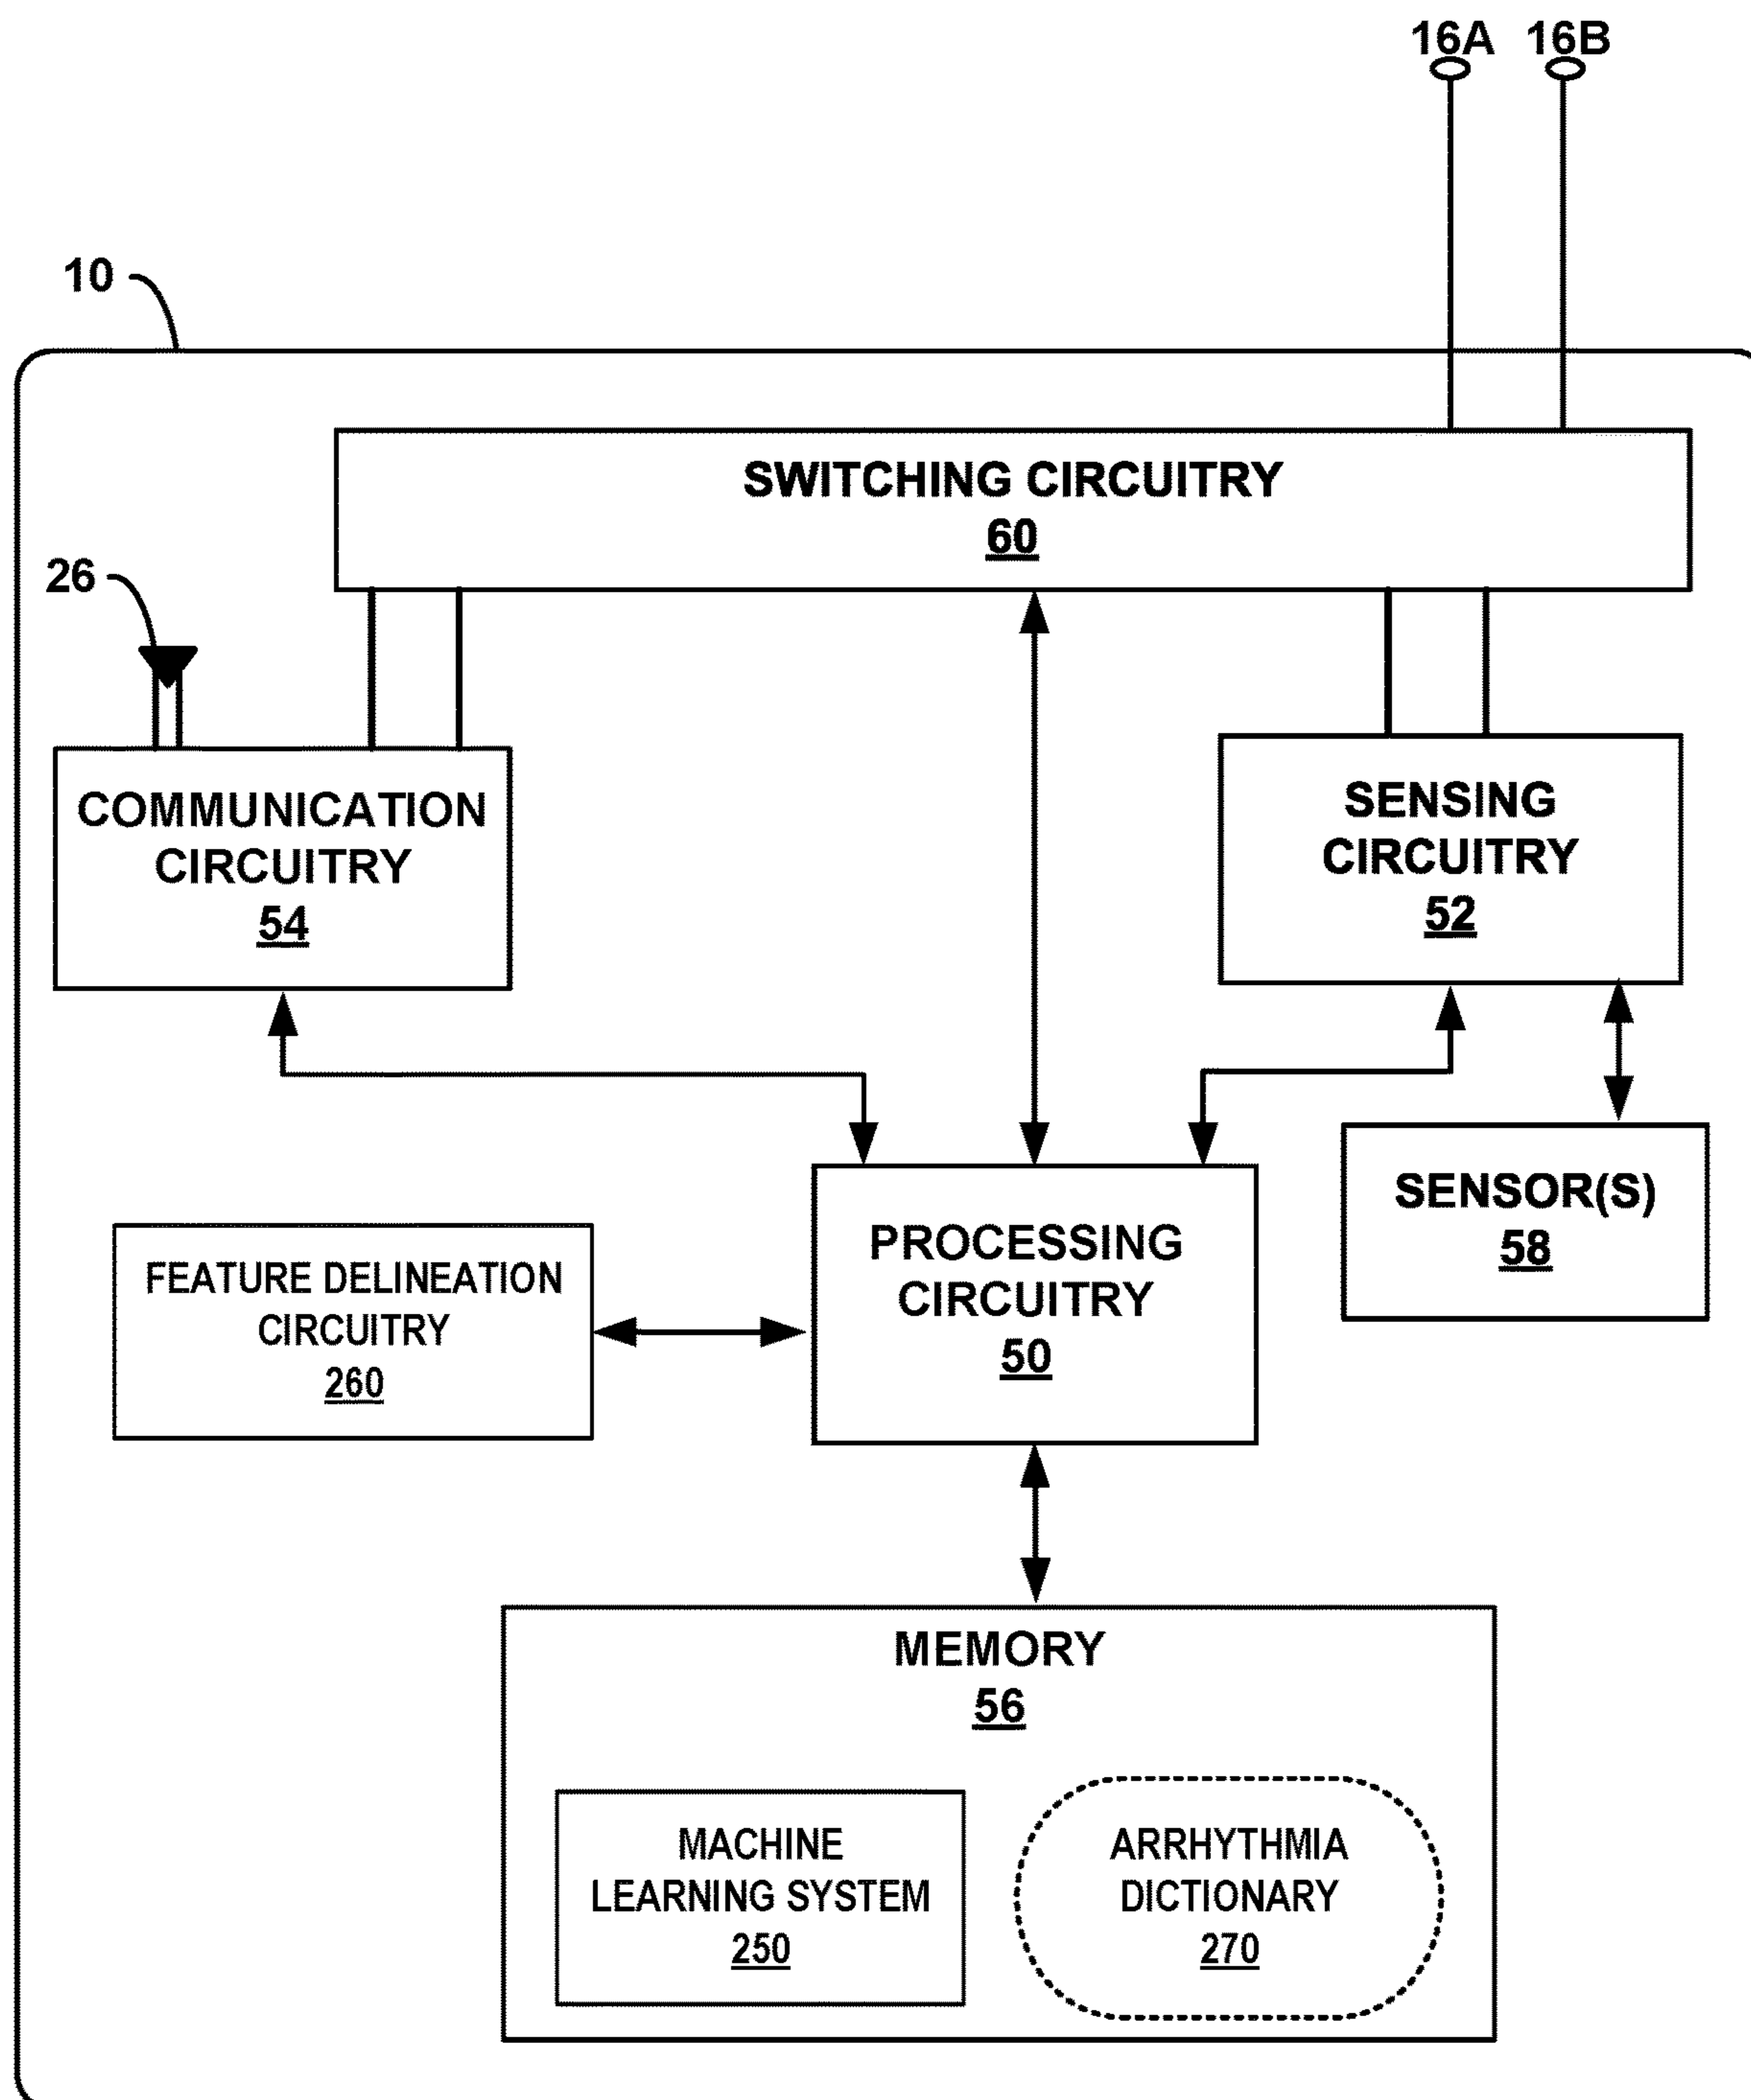 16A 16B
10
SWITCHING CIRCUITRY
60
26
COMMUNICATION
CIRCUITRY
54
SENSING
CIRCUITRY
52
SENSOR(S)
58
PROCESSING
CIRCUITRY
50
FEATURE DELINEATION
CIRCUITRY
260
MEMORY
56
MACHINE
LEARNING SYSTEM
250
ARRHYTHMIA
DICTIONARY
270